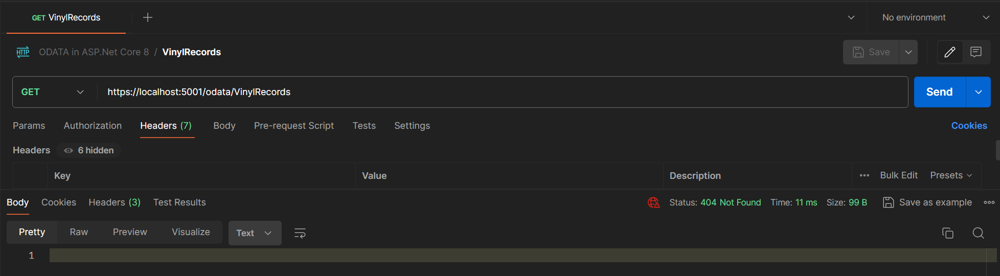 GET VinylRecords
No environment
HTTP ODATA in ASP.Net Core 8 / VinylRecords
Save
GET https://localhost:5001/odata/VinylRecords Send
Params Authorization Headers (7) Body Pre-request Script Tests Settings Cookies
Headers 6 hidden
Key Value Description Bulk Edit Presets
Body Cookies Headers (3) Test Results Status: 404 Not Found Time: 11 ms Size: 99 B Save as example
Pretty Raw Preview Visualize Text
1